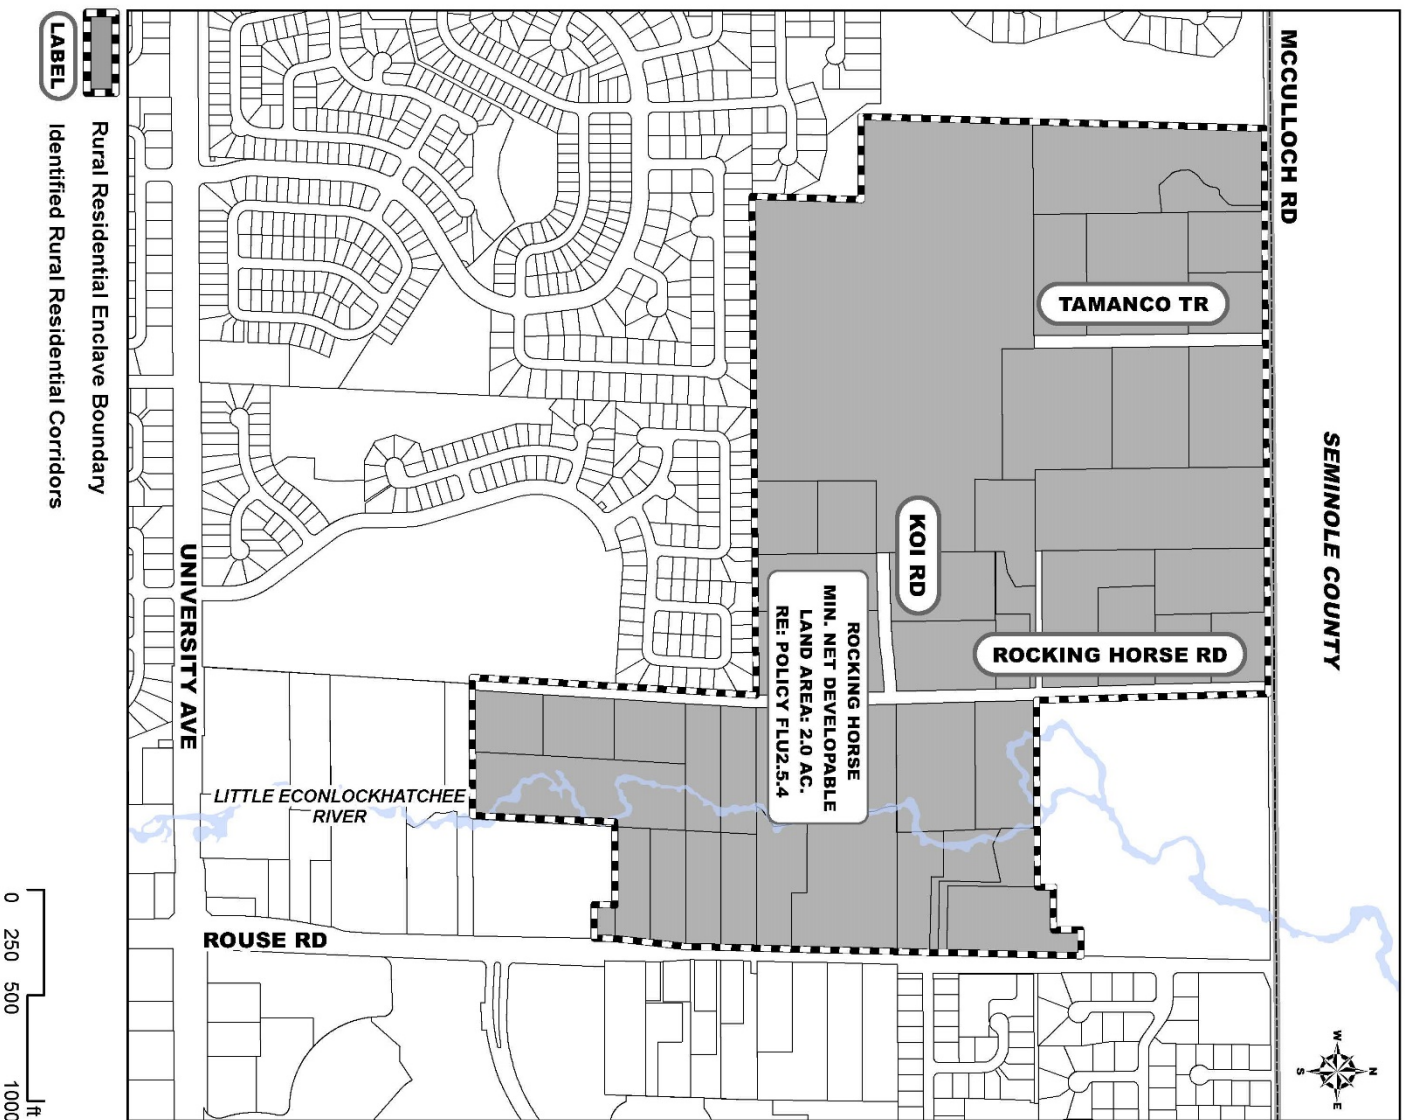 MCCULLOCH RD
SEMINOLE COUNTY
TAMANCO TR
KOI RD
ROCKING HORSE RD
ROCKING HORSE
MIN. NET DEVELOPABLE
LAND AREA: 2.0 AC.
RE: POLICY FLU2.5.4
UNIVERSITY AVE
LITTLE ECONLOCKHATCHEE
RIVER
ROUSE RD
Rural Residential Enclave Boundary
LABEL
Identified Rural Residential Corridors
0 250 500 1000
ft
N
W
E
S